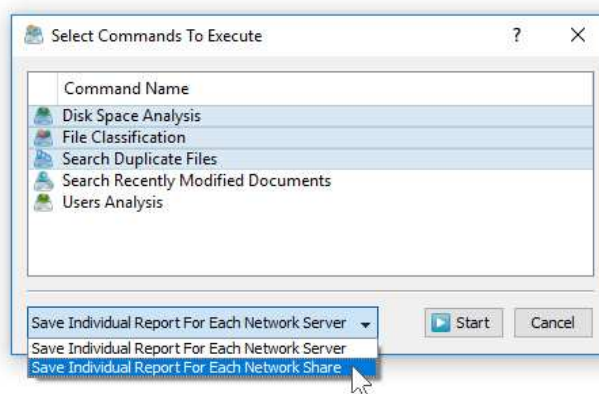 Select Commands To Execute
Command Name
Disk Space Analysis
File Classification
Search Duplicate Files
Search Recently Modified Documents
Users Analysis
Save Individual Report For Each Network Server
Start
Cancel
Save Individual Report For Each Network Server
Save Individual Report For Each Network Share